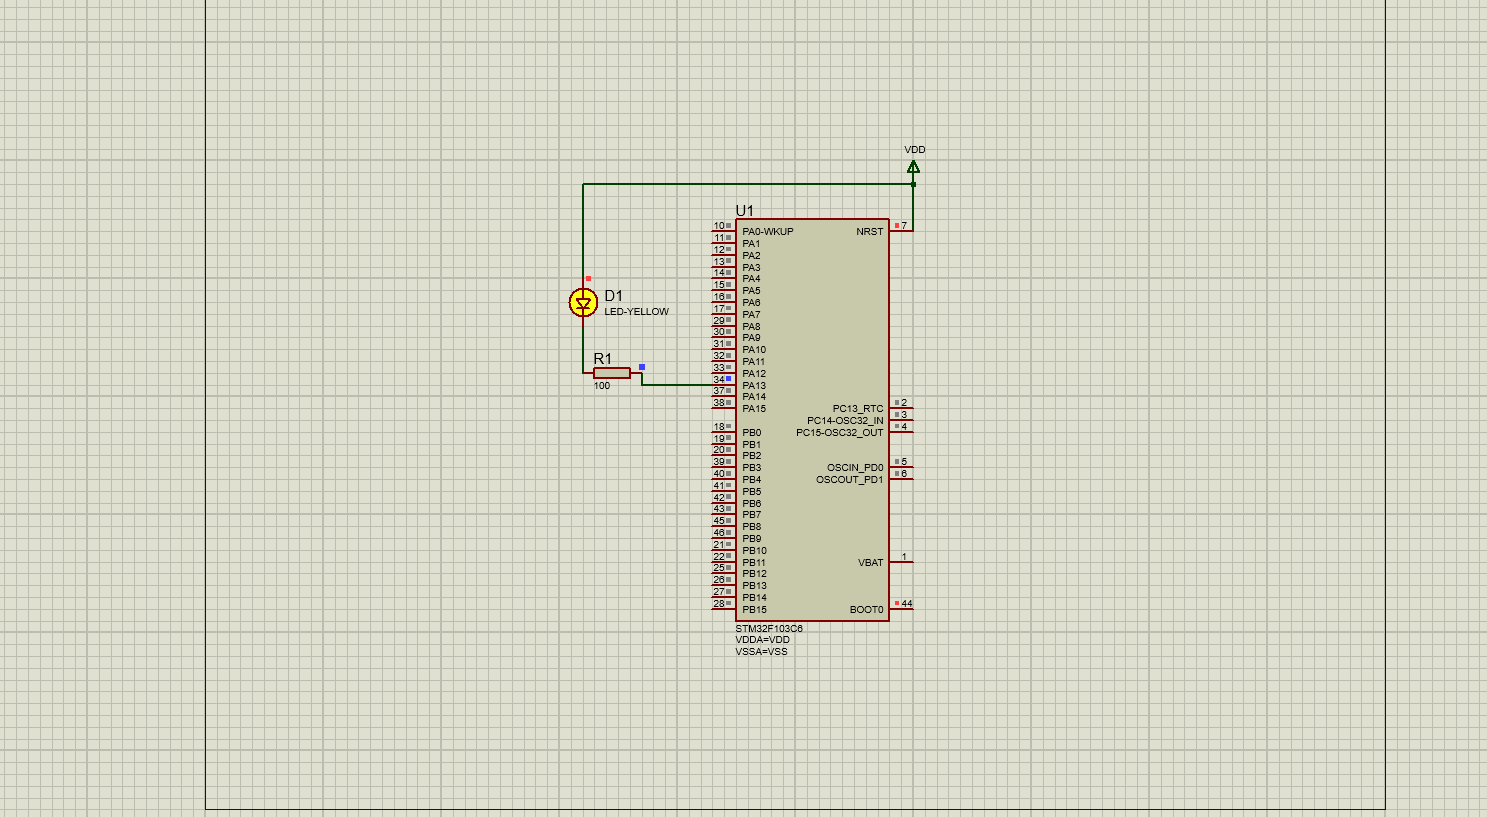 VDD
U1
10 PA0-WKUP
11 PA1
12 PA2
13 PA3
14 PA4
15 PA5
16 PA6
17 PA7
29 PA8
30 PA9
31 PA10
32 PA11
33 PA12
34 PA13
37 PA14
38 PA15
18 PB0
19 PB1
20 PB2
39 PB3
40 PB4
41 PB5
42 PB6
43 PB7
45 PB8
46 PB9
21 PB10
22 PB11
25 PB12
26 PB13
27 PB14
28 PB15
NRST 7
PC13_RTC 2
PC14-OSC32_IN 3
PC15-OSC32_OUT 4
OSCIN_PD0 5
OSCOUT_PD1 6
VBAT 1
BOOT0 44
D1
LED-YELLOW
R1
100
STM32F103C6
VDDA=VDD
VSSA=VSS